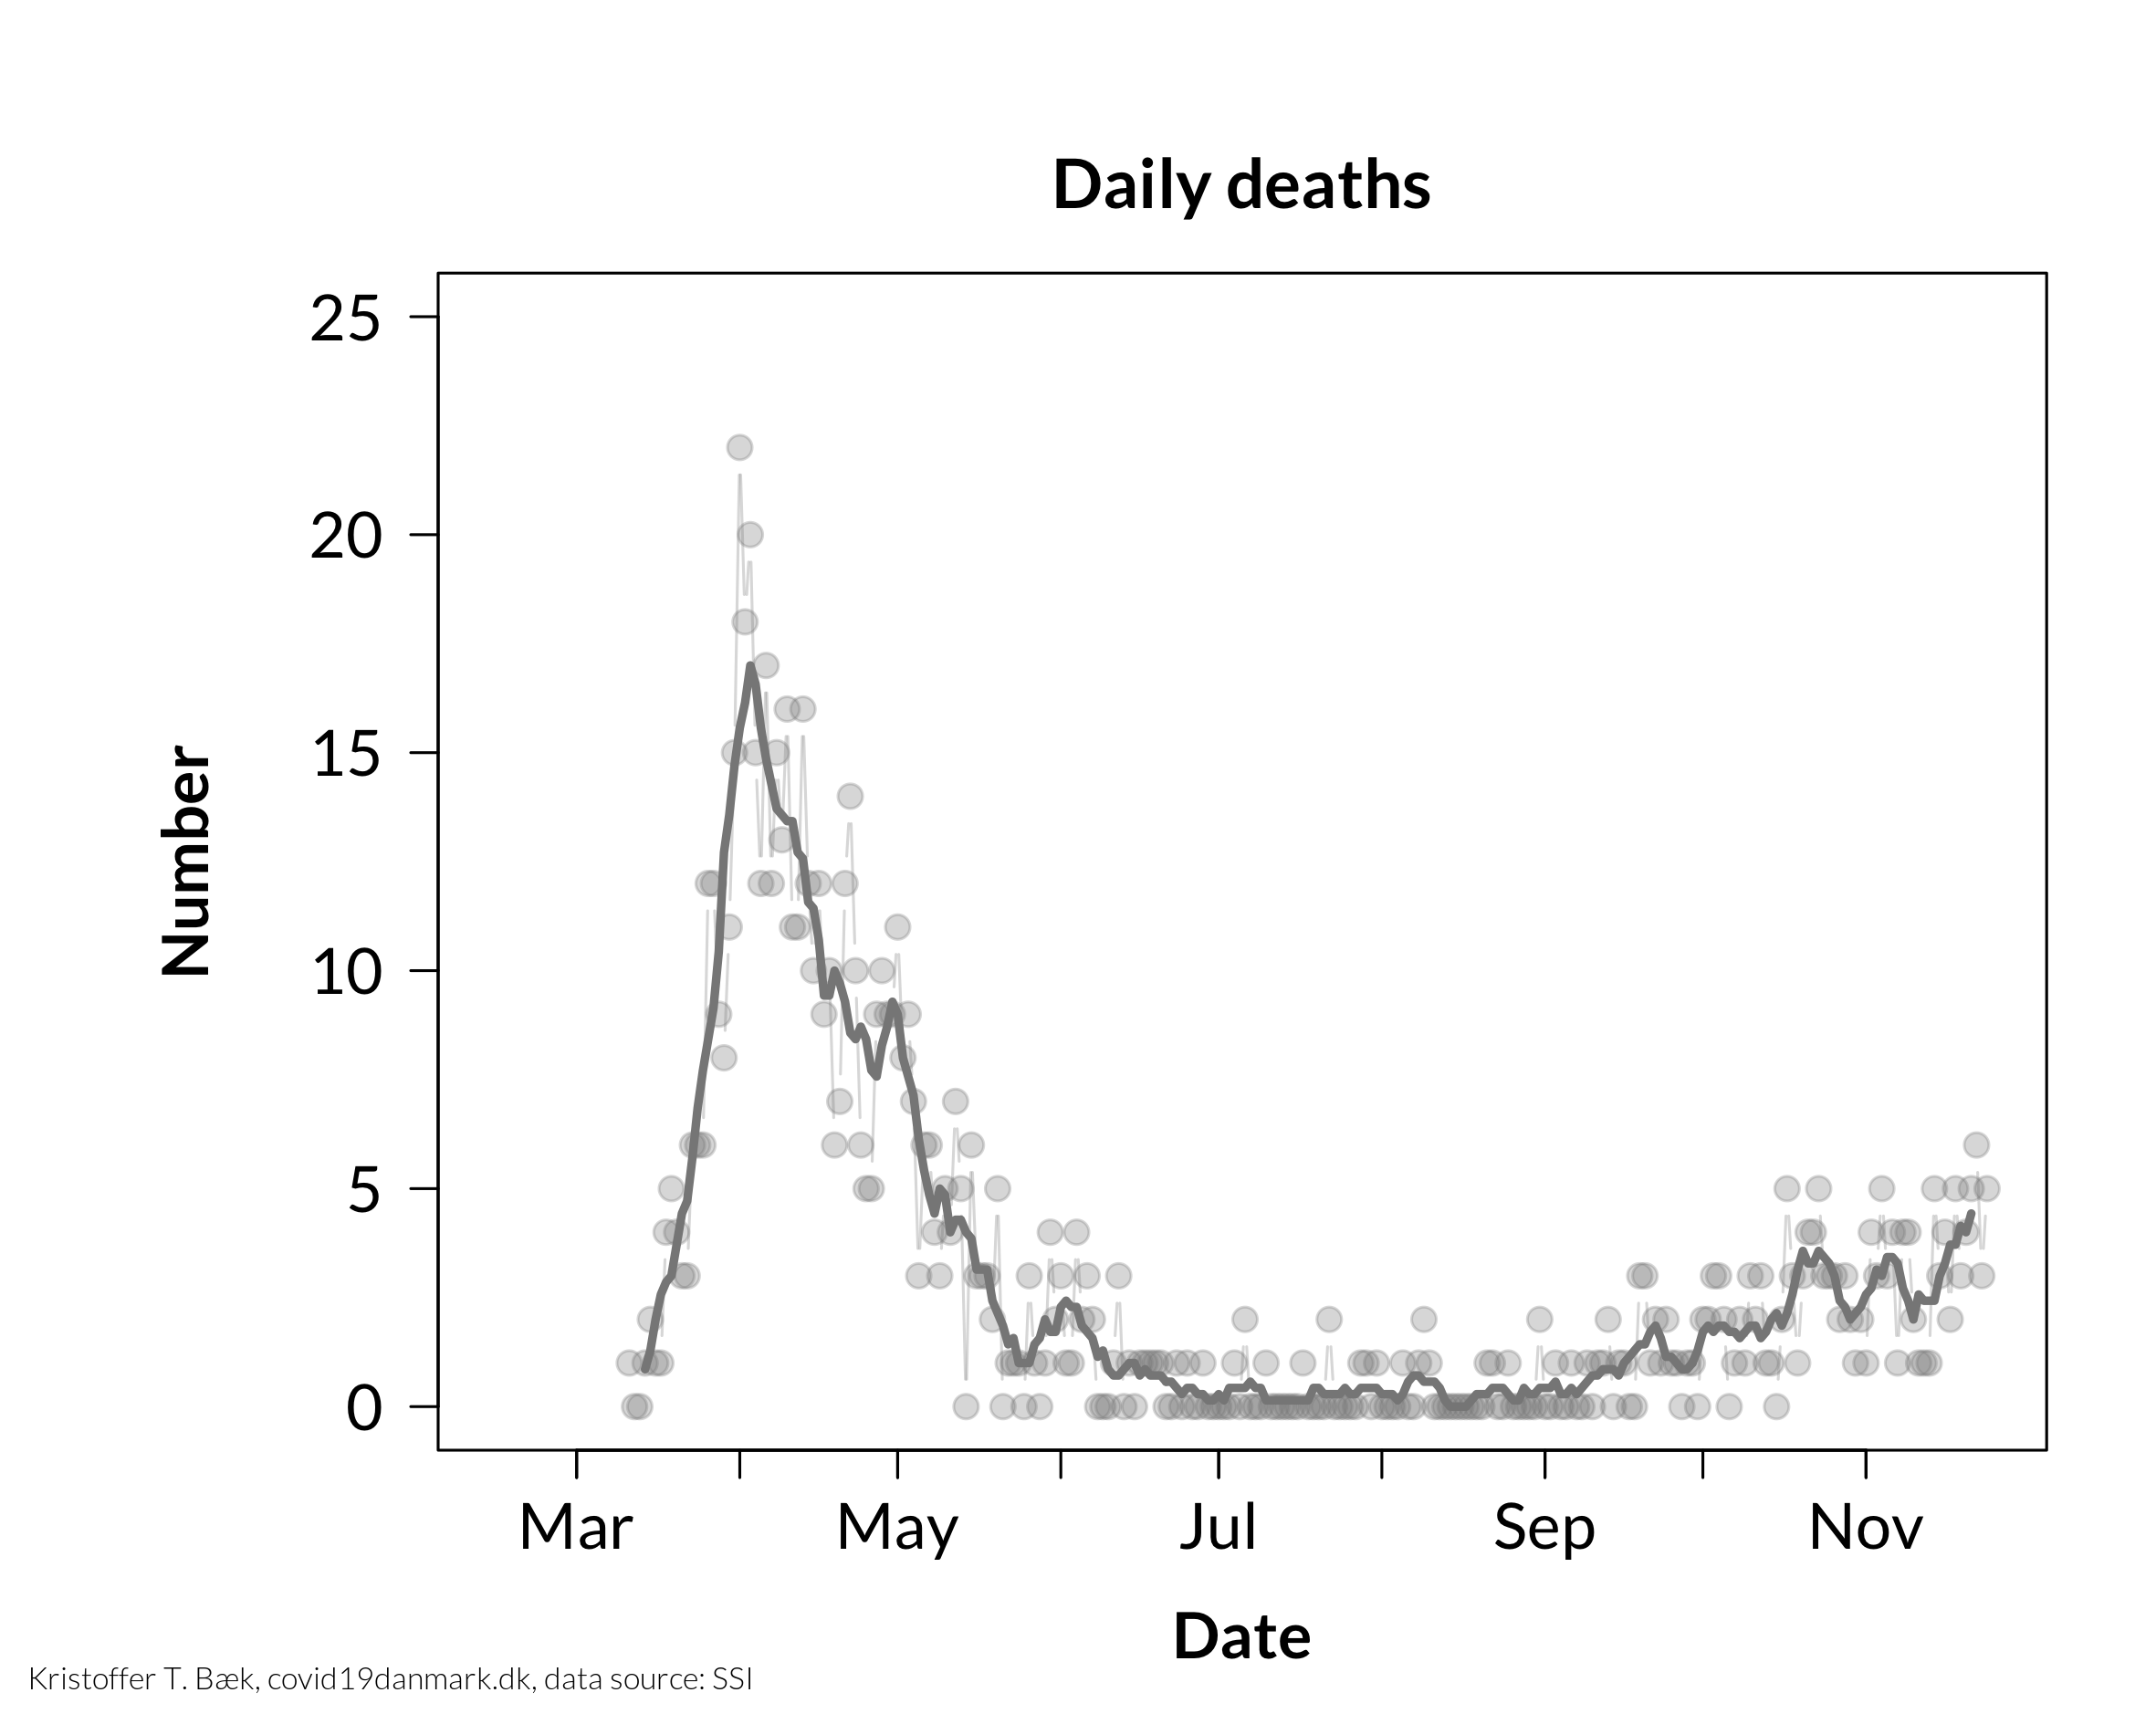 Daily deaths
25
20
15
10
5
0
Number
Mar May Jul Sep Nov
Date
Kristoffer T. Bæk, covid19danmark.dk, data source: SSI